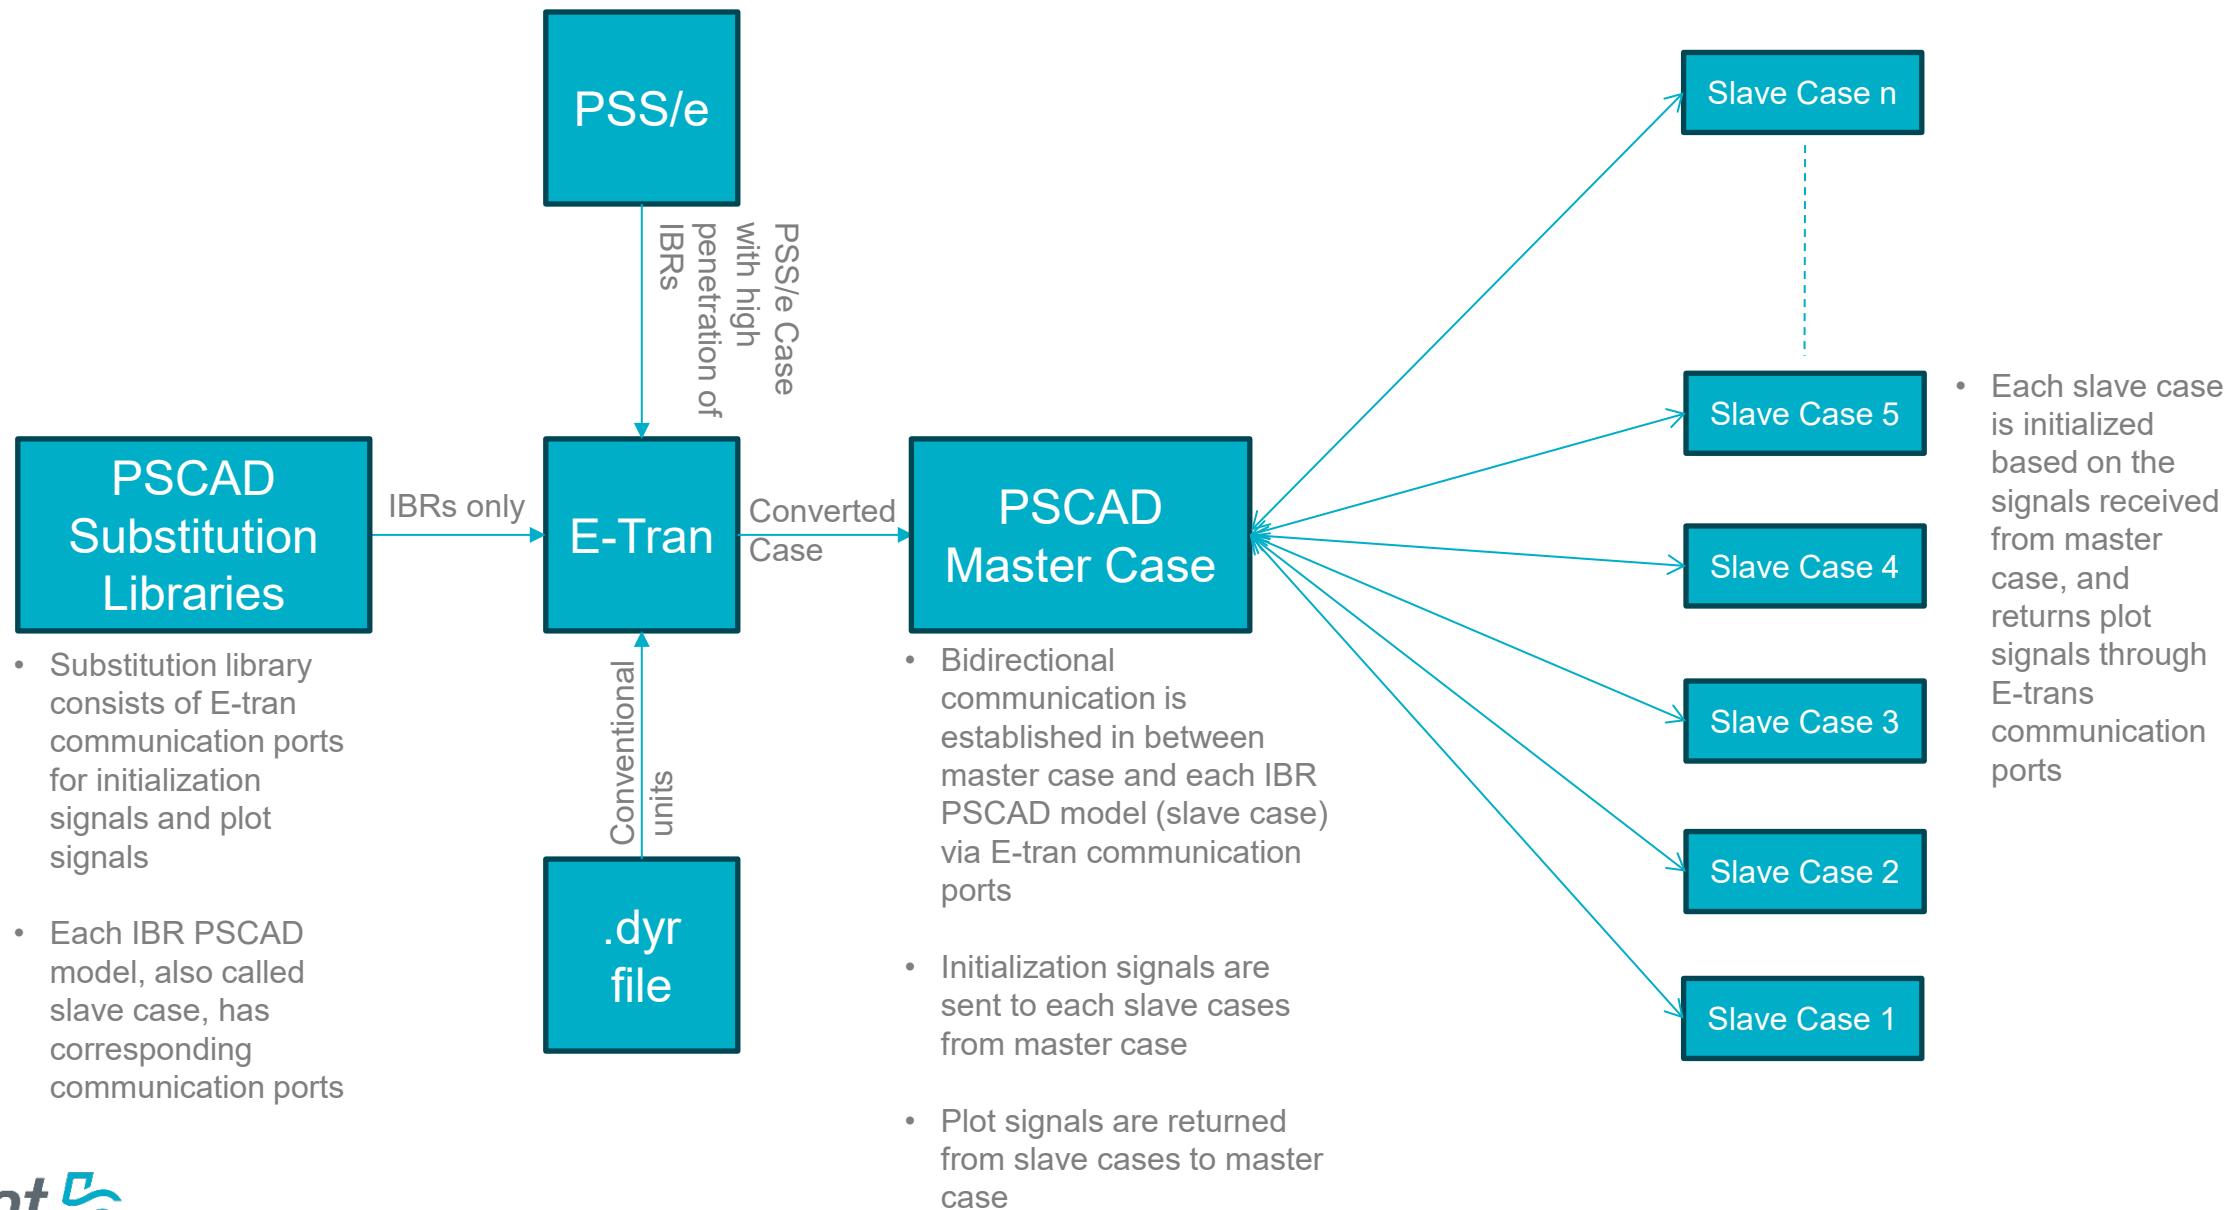 PSS/e
Slave Case n
PSS/e Case
with high
penetration of
IBRs
PSCAD
Substitution
Libraries
IBRs only
E-Tran
Converted
Case
PSCAD
Master Case
Slave Case 5
Slave Case 4
Slave Case 3
Slave Case 2
Slave Case 1
• Each slave case
is initialized
based on the
signals received
from master
case, and
returns plot
signals through
E-trans
communication
ports
• Substitution library
consists of E-tran
communication ports
for initialization
signals and plot
signals
• Each IBR PSCAD
model, also called
slave case, has
corresponding
communication ports
Conventional
units
.dyr
file
• Bidirectional
communication is
established in between
master case and each IBR
PSCAD model (slave case)
via E-tran communication
ports
• Initialization signals are
sent to each slave cases
from master case
• Plot signals are returned
from slave cases to master
case